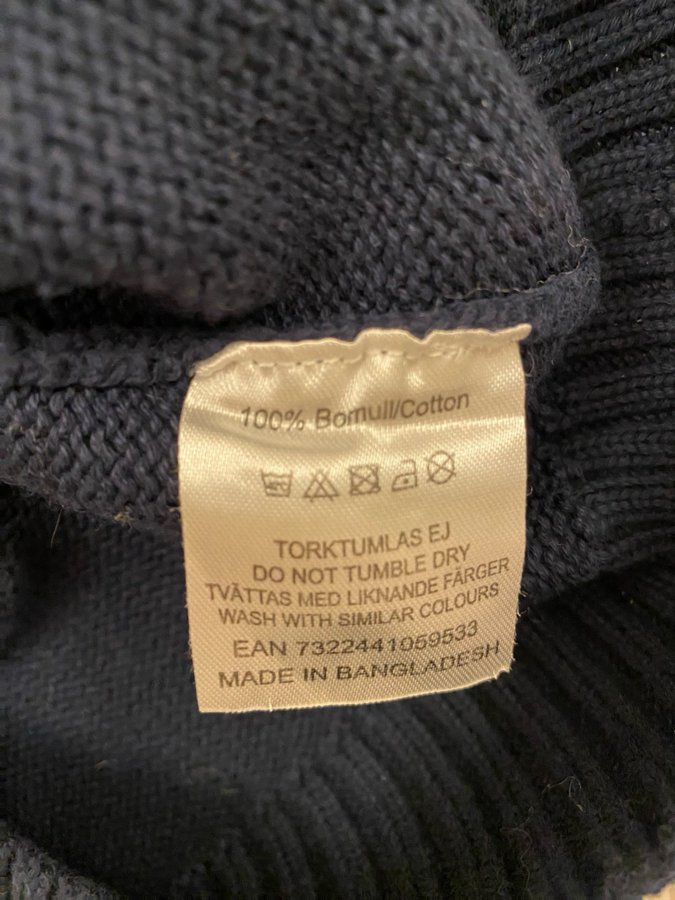 100% Bomull/Cotton
TORKTUMLAS EJ
DO NOT TUMBLE DRY
TVÄTTAS MED LIKNANDE FÄRGER
WASH WITH SIMILAR COLOURS
EAN 7322441059533
MADE IN BANGLADESH